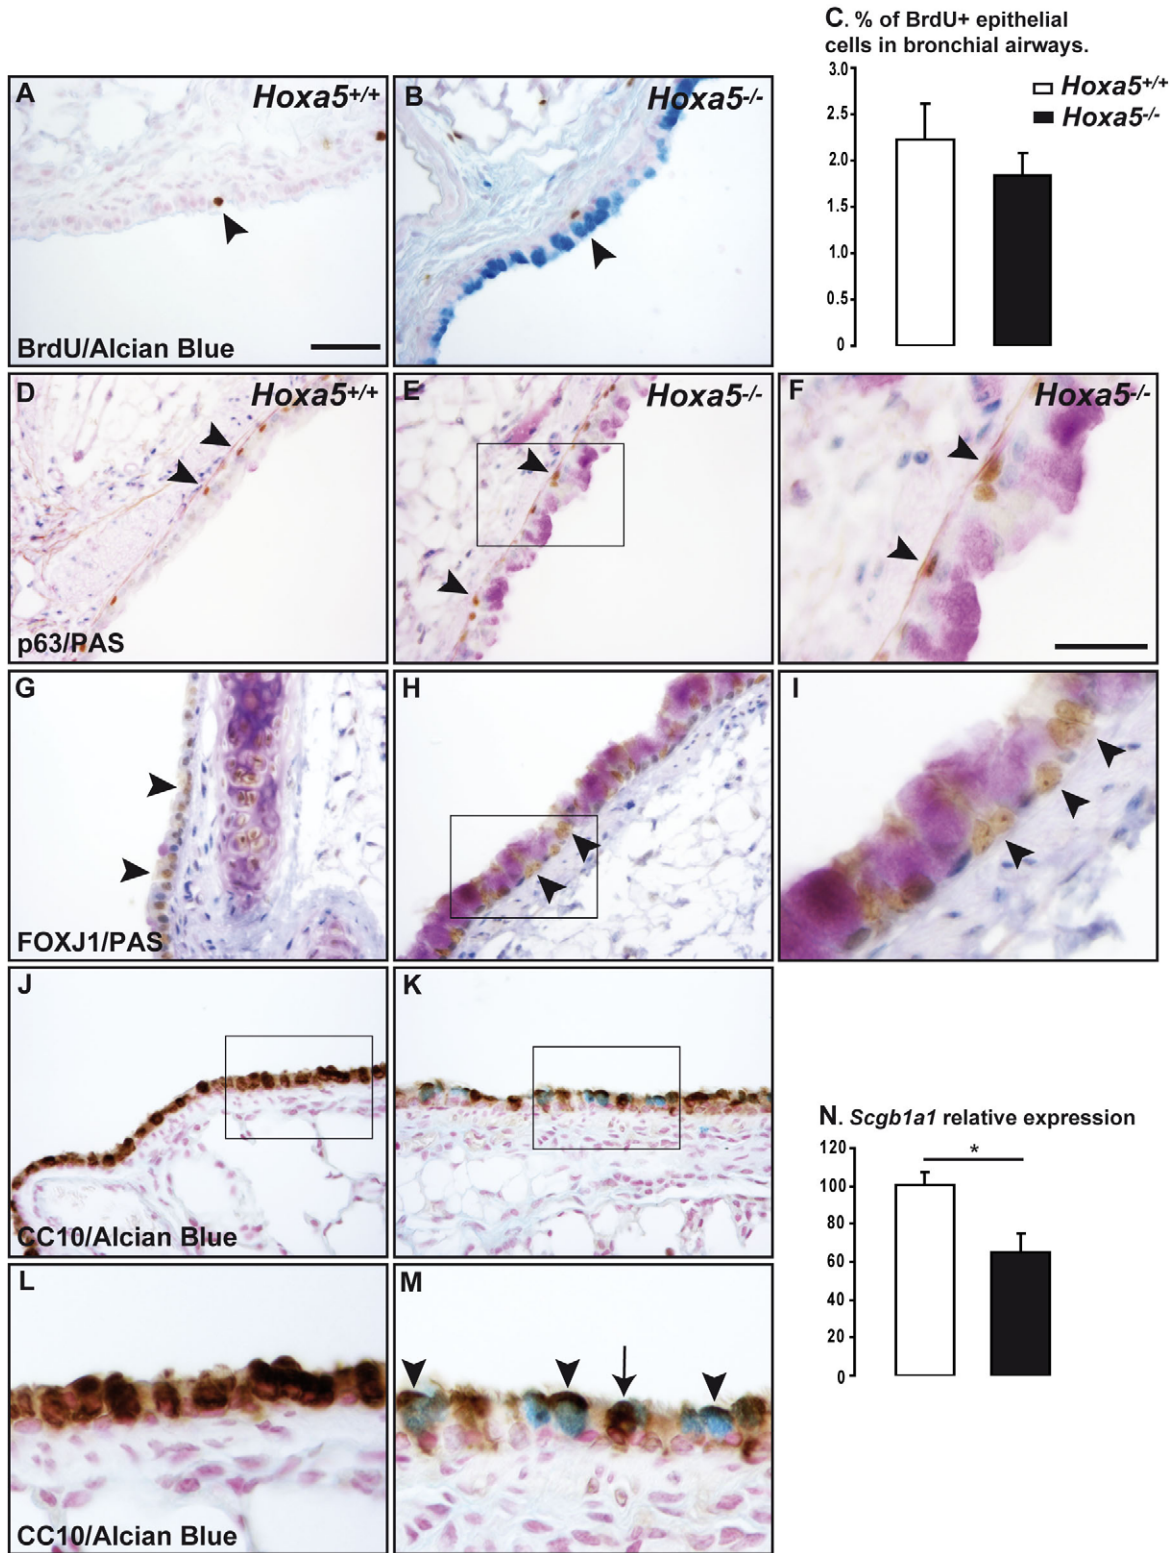 C. % of BrdU+ epithelial
cells in bronchial airways.
A
Hoxa5+/+
BrdU/Alcian Blue
B
Hoxa5-/-
3.0
2.5
2.0
1.5
1.0
0.5
0
Hoxa5+/+
Hoxa5-/-
D
Hoxa5+/+
p63/PAS
E
Hoxa5-/-
F
Hoxa5-/-
G
FOXJ1/PAS
H
I
J
CC10/Alcian Blue
K
L
CC10/Alcian Blue
M
N. Scgb1a1 relative expression
120
100
80
60
40
20
0
*